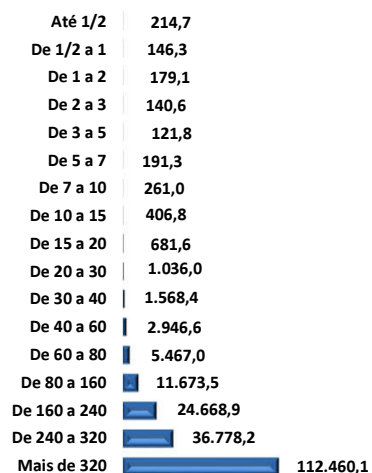 Até 1/2 214,7
De 1/2 a 1 146,3
De 1 a 2 179,1
De 2 a 3 140,6
De 3 a 5 121,8
De 5 a 7 191,3
De 7 a 10 261,0
De 10 a 15 406,8
De 15 a 20 681,6
De 20 a 30 1.036,0
De 30 a 40 1.568,4
De 40 a 60 2.946,6
De 60 a 80 5.467,0
De 80 a 160 11.673,5
De 160 a 240 24.668,9
De 240 a 320 36.778,2
Mais de 320 112.460,1